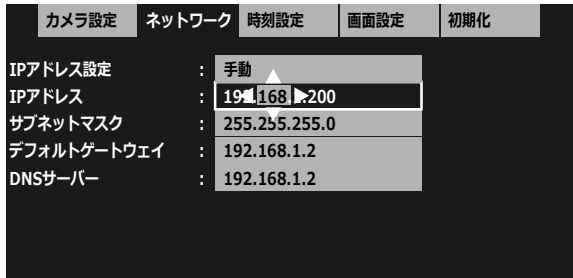 カメラ設定 ネットワーク 時刻設定 画面設定 初期化
IPアドレス設定 : 手動
IPアドレス : 192.168.1.200
サブネットマスク : 255.255.255.0
デフォルトゲートウェイ : 192.168.1.2
DNSサーバー : 192.168.1.2